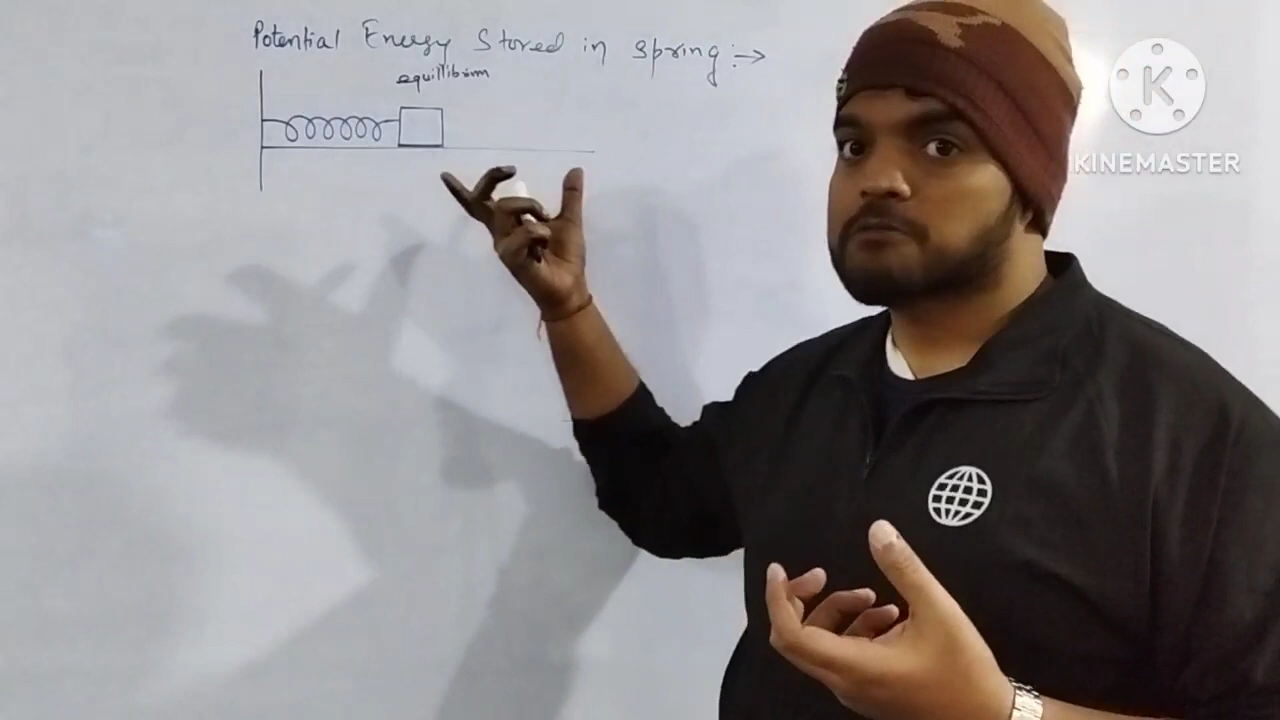 Potential Energy Stored in spring :→
equillibrium
K
KINEMASTER